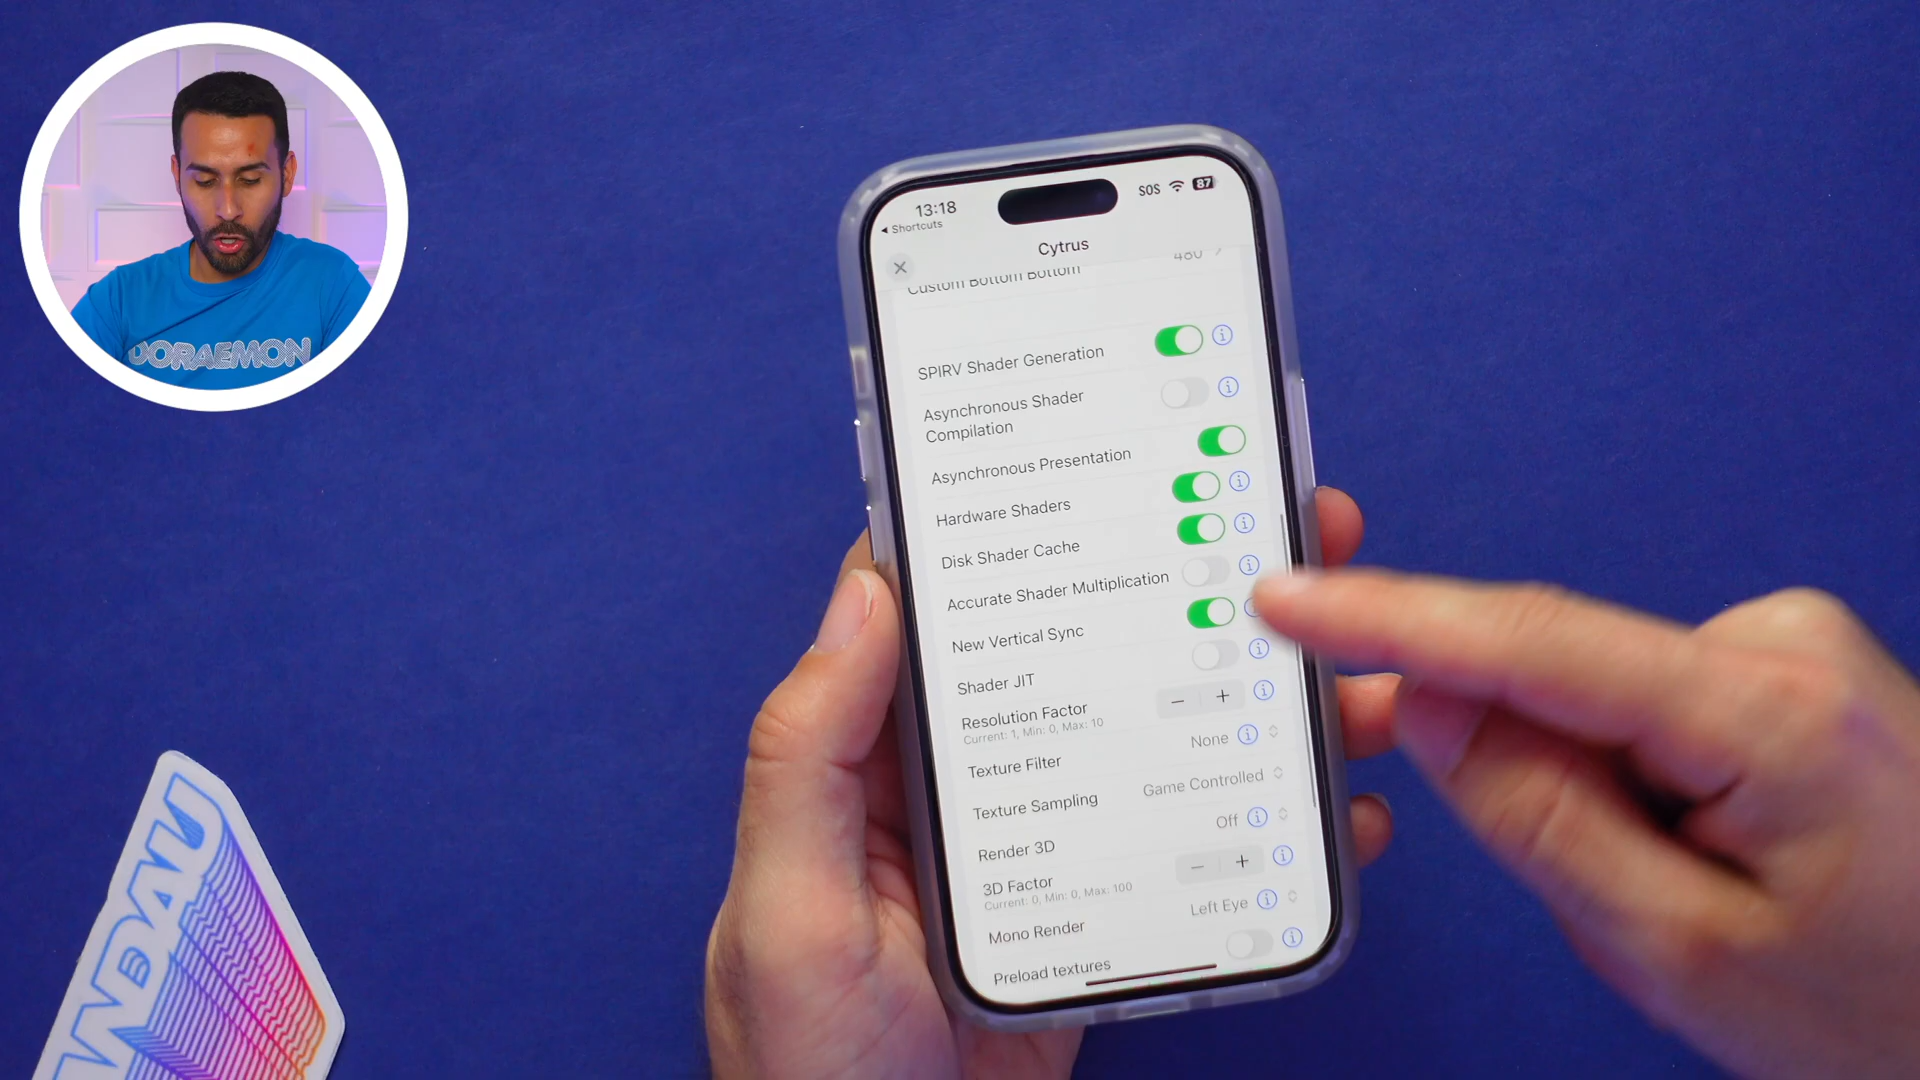 DORAEMON
13:18
SOS
87
Shortcuts
Cytrus
Custom Bottom Bottom
480
SPIRV Shader Generation
Asynchronous Shader
Compilation
Asynchronous Presentation
Hardware Shaders
Disk Shader Cache
Accurate Shader Multiplication
New Vertical Sync
Shader JIT
Resolution Factor
Current: 1, Min: 0, Max: 10
Texture Filter
None
Texture Sampling
Game Controlled
Render 3D
Off
3D Factor
Current: 0, Min: 0, Max: 100
Mono Render
Left Eye
Preload textures